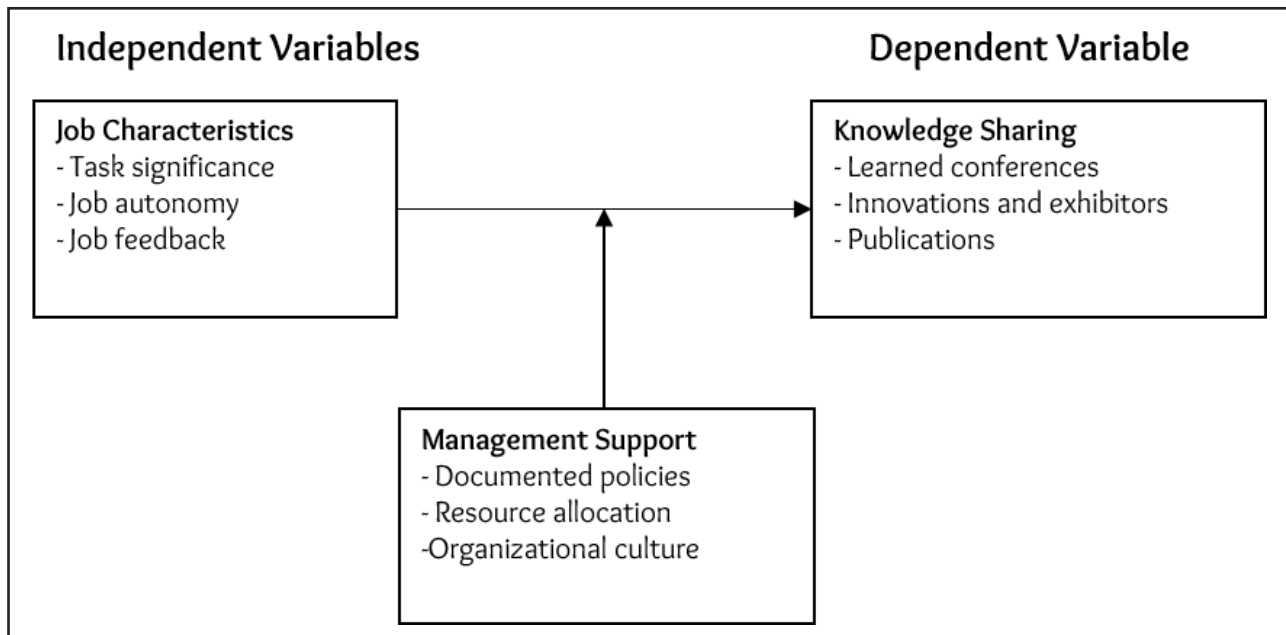 Independent Variables
Dependent Variable
Job Characteristics
- Task significance
- Job autonomy
- Job feedback
Knowledge Sharing
- Learned conferences
- Innovations and exhibitors
- Publications
Management Support
- Documented policies
- Resource allocation
-Organizational culture